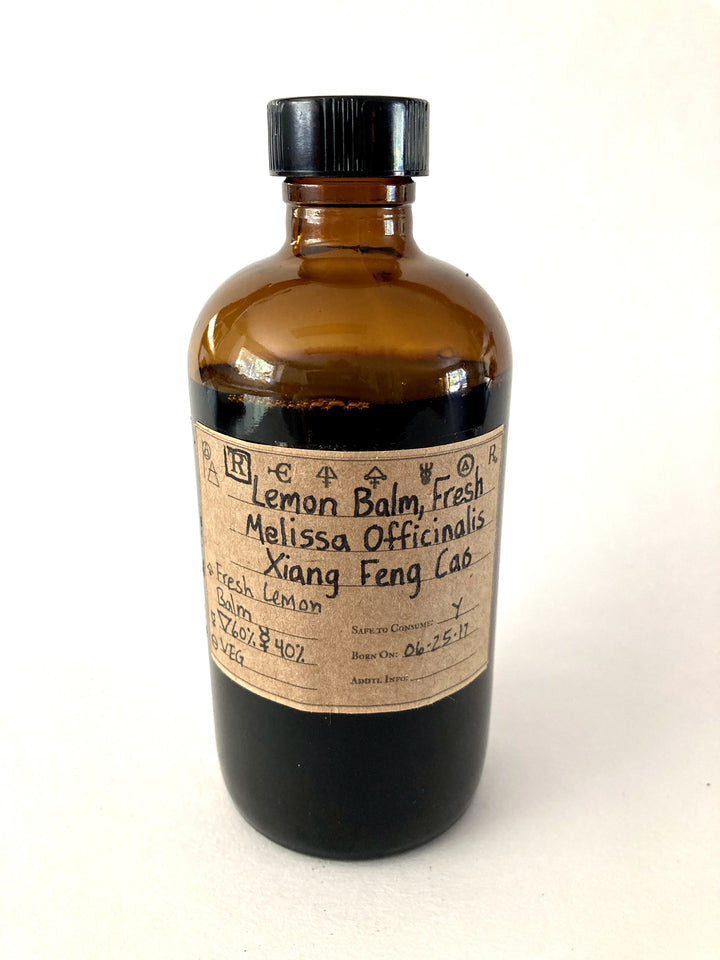 R
Lemon Balm, Fresh
Melissa Officinalis
Xiang Feng Cao
Fresh Lemon
Balm
▽60% 40%
VEG
SAFE TO CONSUME: Y
BORN ON: 06-25-17
ADDTL INFO: